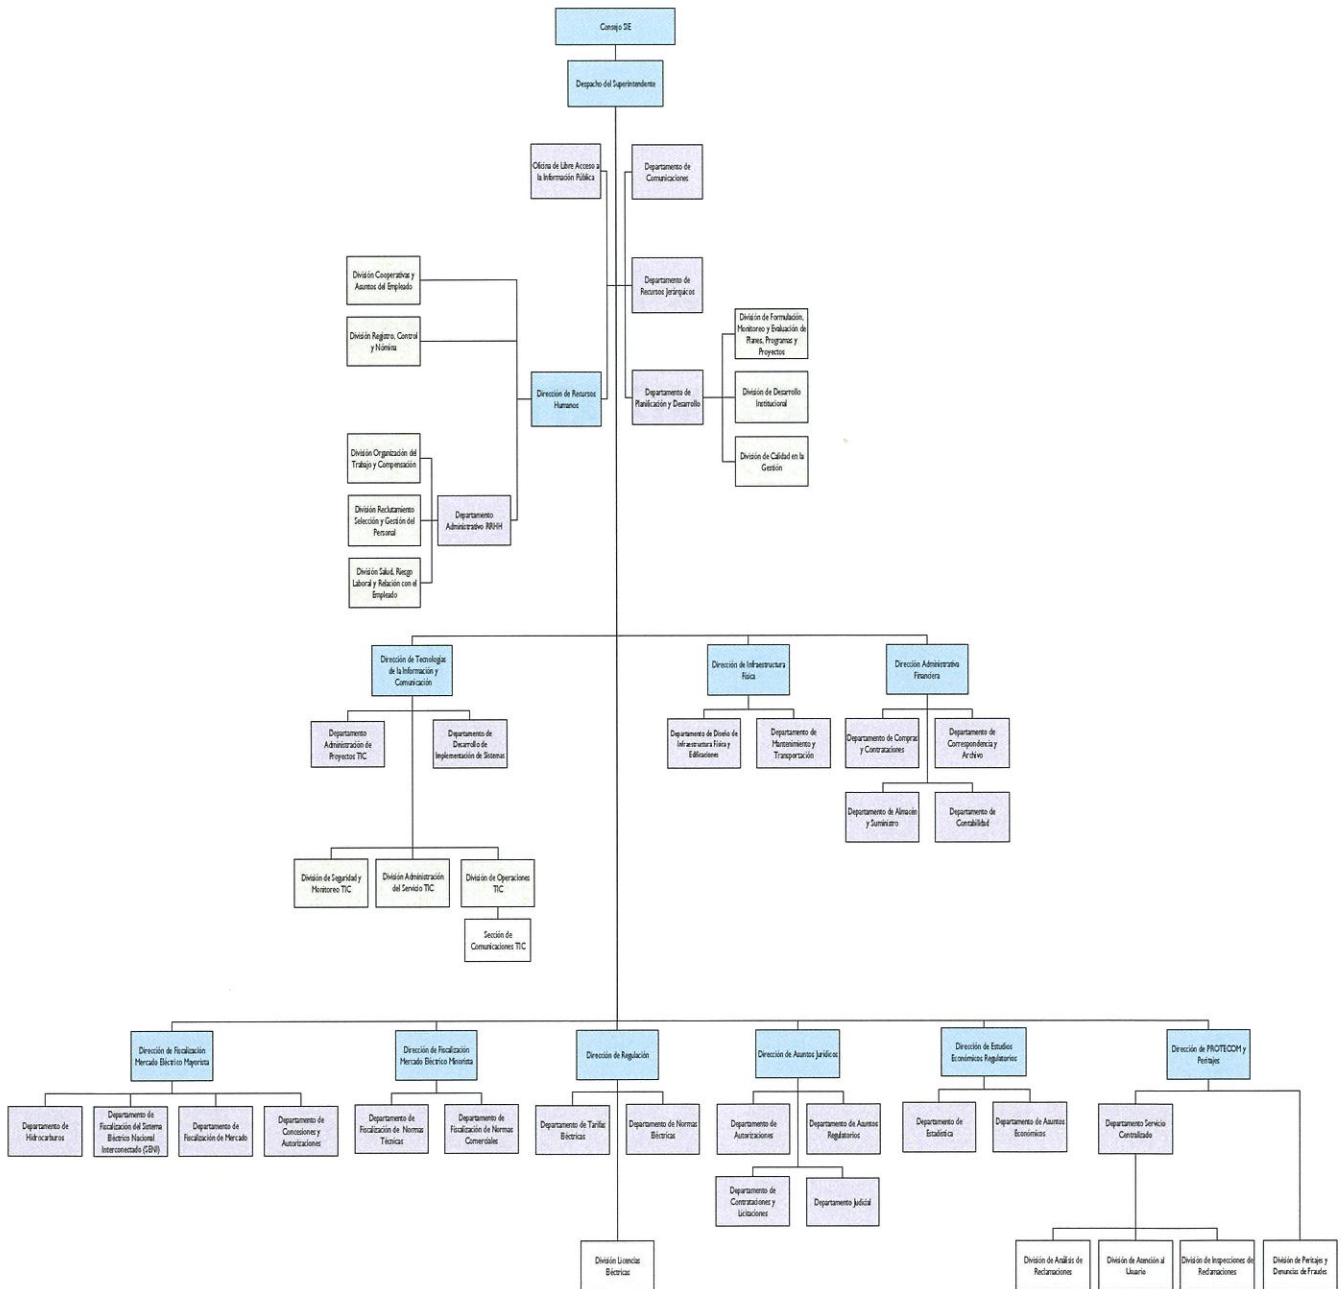 Consejo SIE
Despacho del Superintendente
Oficina de Libre Acceso a
la Información Pública
Departamento de
Comunicaciones
División Cooperativas y
Asuntos del Empleado
Departamento de
Recursos Jerárquicos
División Registro, Control
y Nómina
División de Formulación,
Monitoreo y Evaluación de
Planes, Programas y
Proyectos
Dirección de Recursos
Humanos
Departamento de
Planificación y Desarrollo
División de Desarrollo
Institucional
División de Calidad en la
Gestión
División Organización del
Trabajo y Compensación
División Reclutamiento
Selección y Gestión del
Personal
Departamento
Administrativo RRHH
División Salud, Riesgo
Laboral y Relación con el
Empleado
Dirección de Tecnologías
de la Información y
Comunicación
Dirección de Infraestructura
Física
Dirección Administrativa
Financiera
Departamento
Administración de
Proyectos TIC
Departamento de
Desarrollo de
Implementación de Sistemas
Departamento de Diseño de
Infraestructura Física y
Edificaciones
Departamento de
Mantenimiento y
Transportación
Departamento de Compras
y Contrataciones
Departamento de
Correspondencia y
Archivo
Departamento de Almacén
y Suministro
Departamento de
Contabilidad
División de Seguridad y
Monitoreo TIC
División Administración
del Servicio TIC
División de Operaciones
TIC
Sección de
Comunicaciones TIC
Dirección de Fiscalización
Mercado Eléctrico Mayorista
Dirección de Fiscalización
Mercado Eléctrico Minorista
Dirección de Regulación
Dirección de Asuntos Jurídicos
Dirección de Estudios
Económicos Regulatorios
Dirección de PROTECOM y
Peritajes
Departamento de
Hidrocarburos
Departamento de
Fiscalización del Sistema
Eléctrico Nacional
Interconectado (SENI)
Departamento de
Fiscalización de Mercado
Departamento de
Concesiones y
Autorizaciones
Departamento de
Fiscalización de Normas
Técnicas
Departamento de
Fiscalización de Normas
Comerciales
Departamento de Tarifas
Eléctricas
Departamento de Normas
Eléctricas
Departamento de
Autorizaciones
Departamento de Asuntos
Regulatorios
Departamento de
Estadística
Departamento de Asuntos
Económicos
Departamento Servicio
Centralizado
Departamento de
Contrataciones y
Licitaciones
Departamento Judicial
División Licencias
Eléctricas
División de Análisis de
Reclamaciones
División de Atención al
Usuario
División de Inspecciones de
Reclamaciones
División de Peritajes y
Denuncias de Fraudes